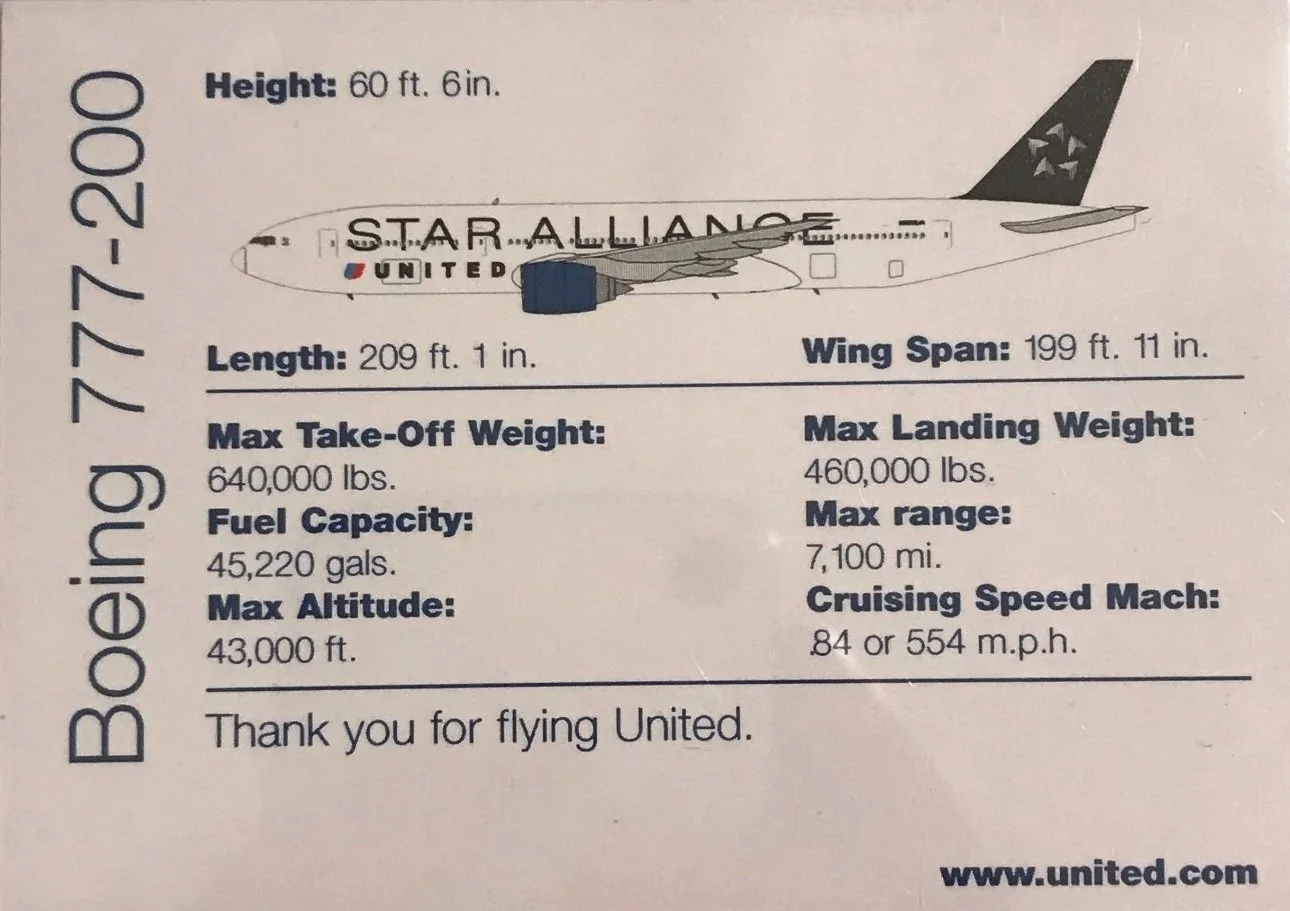 Boeing 777-200
Height: 60 ft. 6in.
STAR ALLIANCE
UNITED
Length: 209 ft. 1 in.
Wing Span: 199 ft. 11 in.
Max Take-Off Weight:
640,000 lbs.
Fuel Capacity:
45,220 gals.
Max Altitude:
43,000 ft.
Max Landing Weight:
460,000 lbs.
Max range:
7,100 mi.
Cruising Speed Mach:
.84 or 554 m.p.h.
Thank you for flying United.
www.united.com